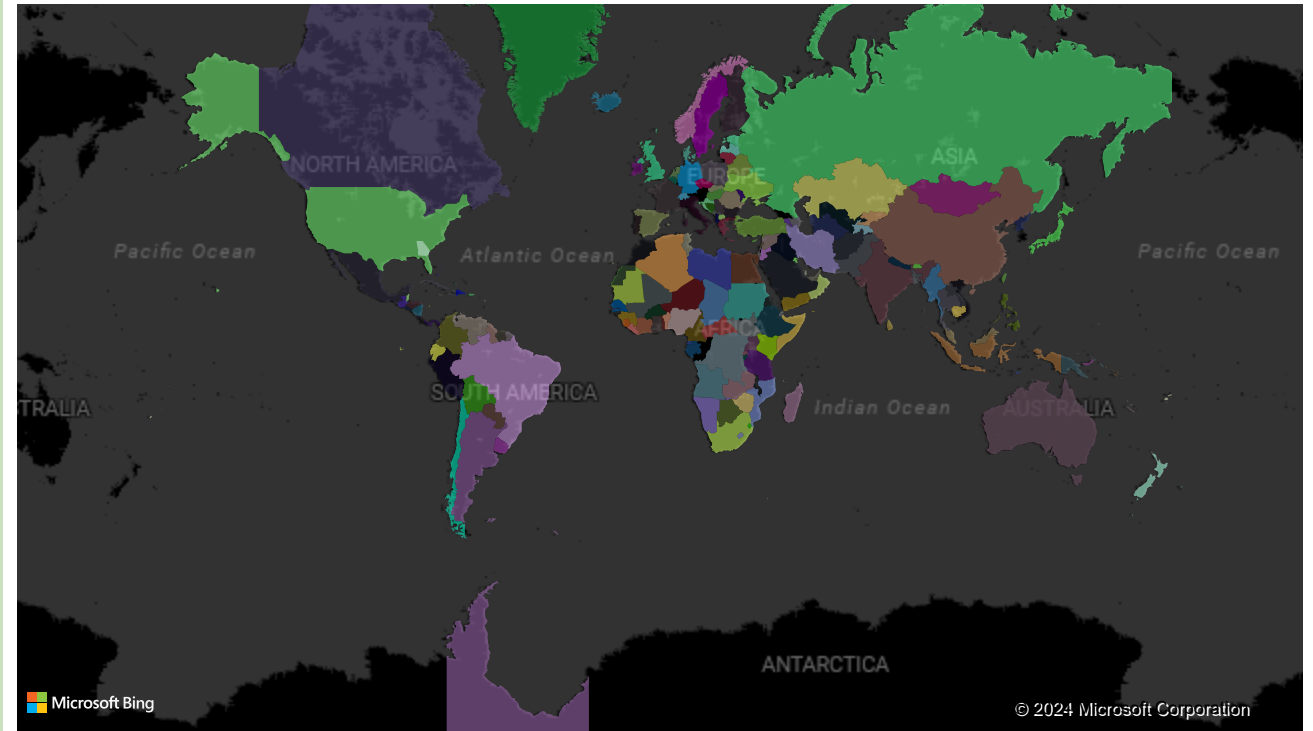 NORTH AMERICA
ASIA
EUROPE
Pacific Ocean
Atlantic Ocean
Pacific Ocean
AFRICA
SOUTH AMERICA
TRALIA
Indian Ocean
AUSTRALIA
ANTARCTICA
Microsoft Bing
© 2024 Microsoft Corporation